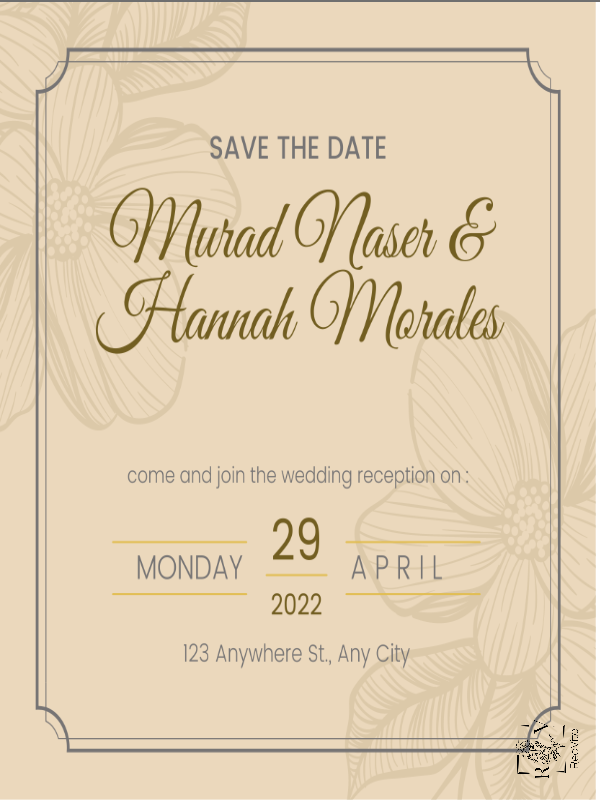 SAVE THE DATE
Murad Naser &
Hannah Morales
come and join the wedding reception on :
29
MONDAY APRIL
2022
123 Anywhere St., Any City